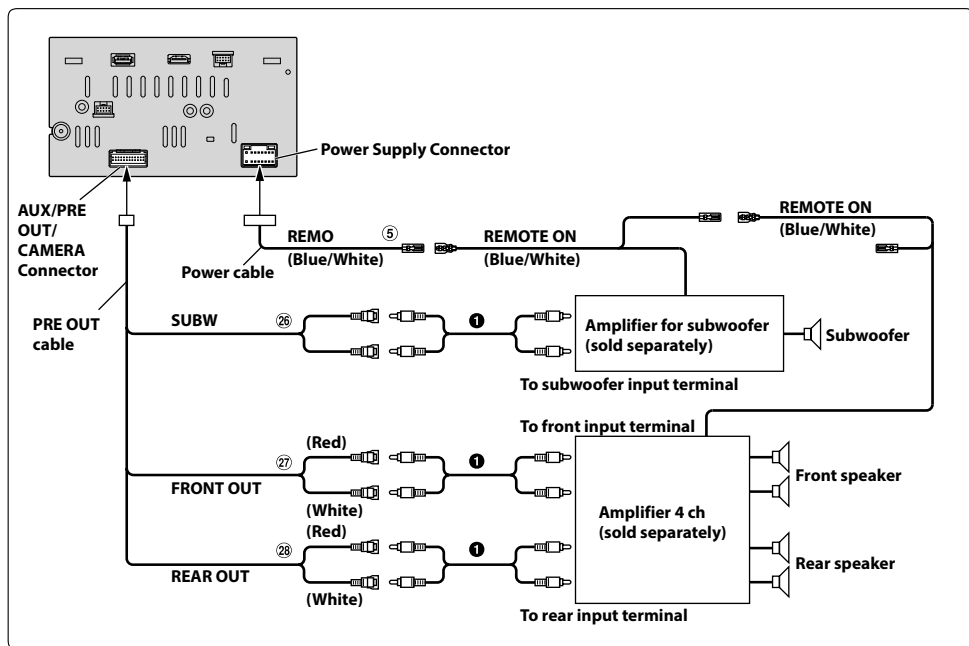 Power Supply Connector
AUX/PRE
OUT/
CAMERA
Connector
REMO
(Blue/White)
⑤
REMOTE ON
(Blue/White)
REMOTE ON
(Blue/White)
Power cable
PRE OUT
cable
SUBW
㉖
❶
Amplifier for subwoofer
(sold separately)
Subwoofer
To subwoofer input terminal
To front input terminal
(Red)
㉗
❶
FRONT OUT
(White)
Front speaker
Amplifier 4 ch
(sold separately)
(Red)
㉘
❶
REAR OUT
(White)
Rear speaker
To rear input terminal